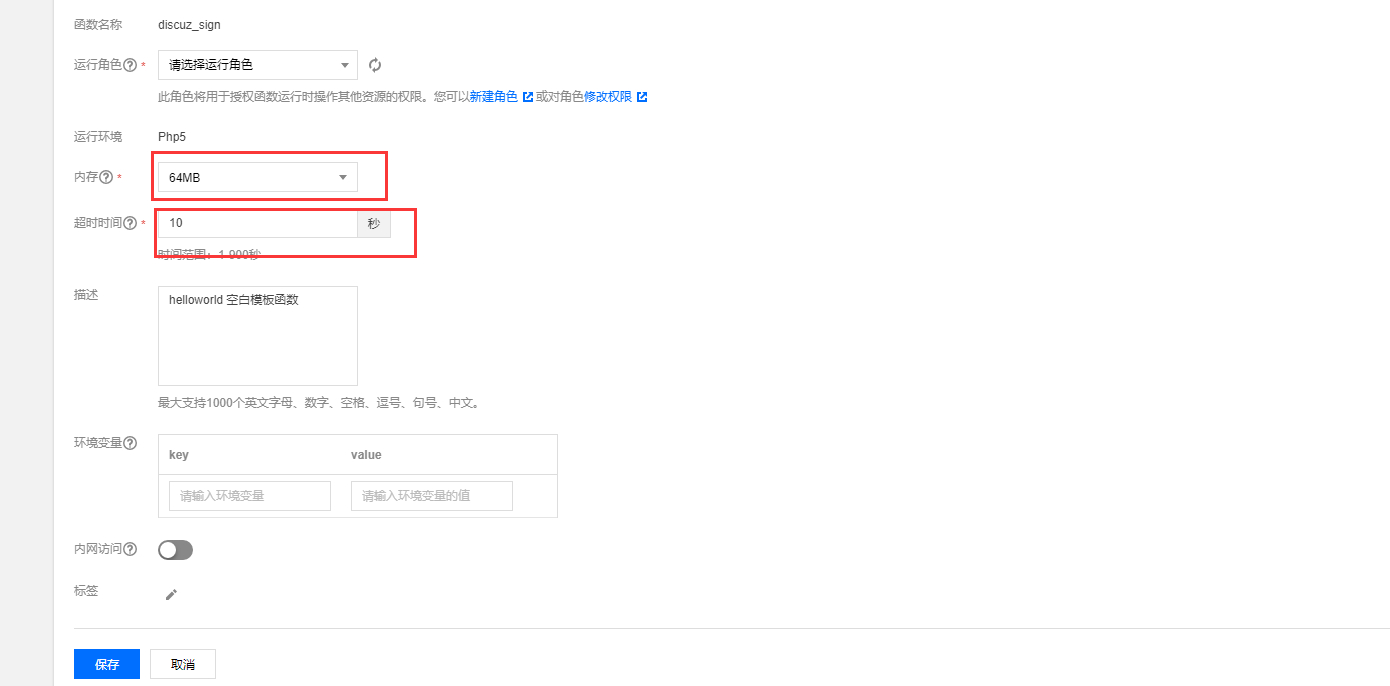 函数名称 discuz_sign
运行角色 * 请选择运行角色
此角色将用于授权函数运行时操作其他资源的权限。您可以新建角色 或对角色修改权限
运行环境 Php5
内存 * 64MB
超时时间 * 10 秒
时间范围：1-900秒
描述 helloworld 空白模板函数
最大支持1000个英文字母、数字、空格、逗号、句号、中文。
环境变量 key value
请输入环境变量 请输入环境变量的值
内网访问
标签
保存 取消